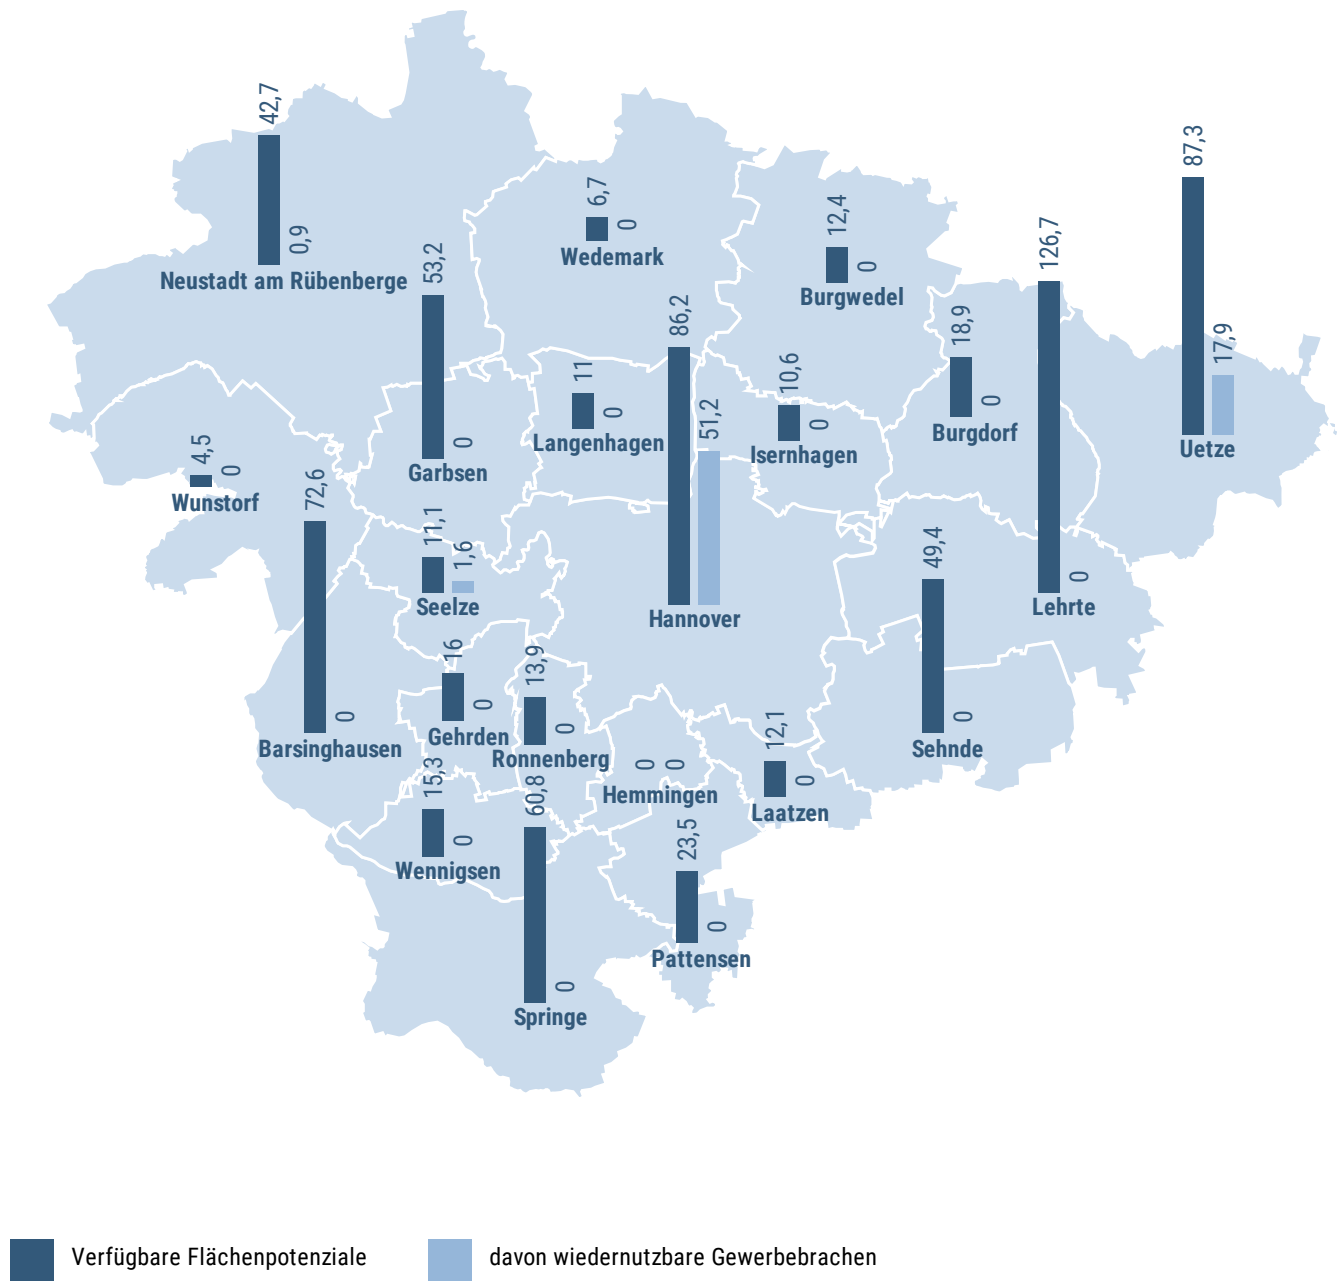 42,7
0,9
Neustadt am Rübenberge
6,7
0
Wedemark
12,4
0
Burgwedel
87,3
17,9
Uetze
53,2
0
Garbsen
11
0
Langenhagen
86,2
51,2
Hannover
10,6
0
Isernhagen
18,9
0
Burgdorf
126,7
0
Lehrte
4,5
0
Wunstorf
72,6
0
Barsinghausen
11,1
1,6
Seelze
49,4
0
Sehnde
16
0
Gehrden
13,9
0
Ronnenberg
0
0
Hemmingen
12,1
0
Laatzen
15,3
0
Wennigsen
60,8
0
Springe
23,5
0
Pattensen
Verfügbare Flächenpotenziale
davon wiedernutzbare Gewerbebrachen